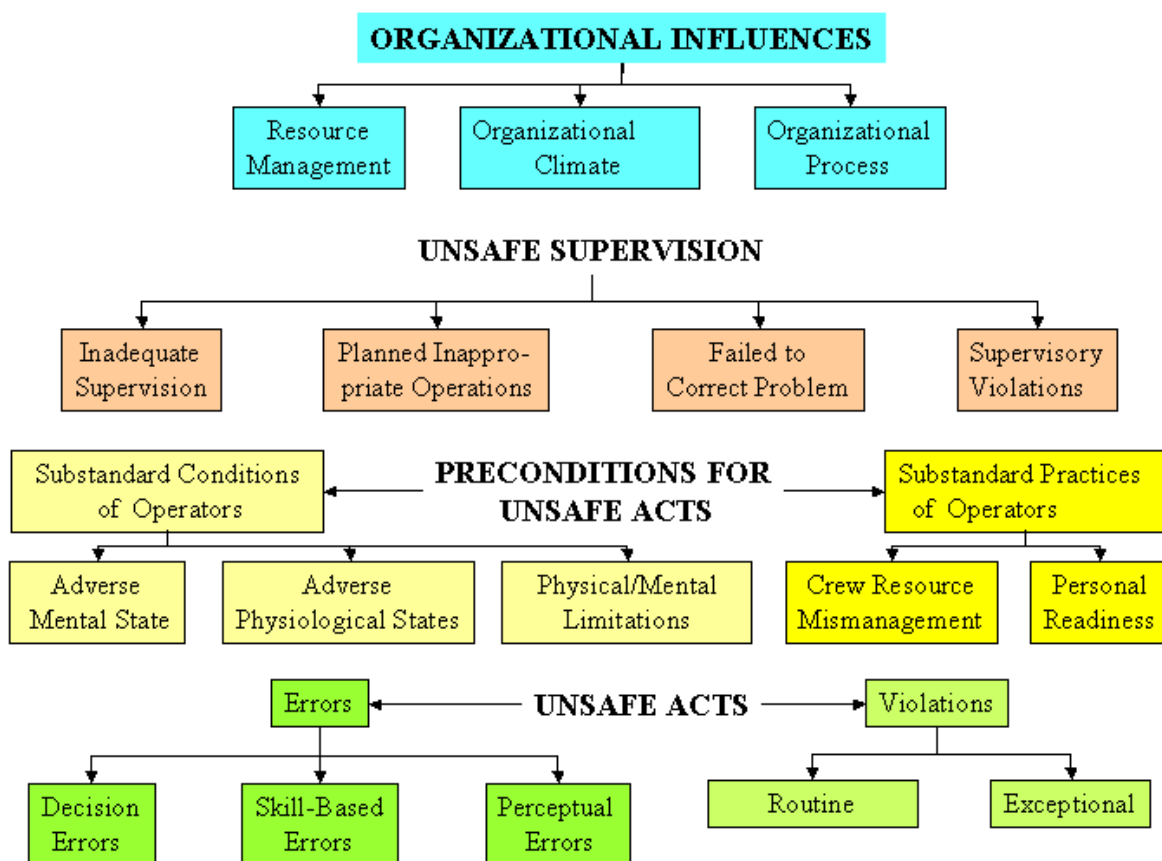 ORGANIZATIONAL INFLUENCES
Resource
Management
Organizational
Climate
Organizational
Process
UNSAFE SUPERVISION
Inadequate
Supervision
Planned Inappro-
priate Operations
Failed to
Correct Problem
Supervisory
Violations
Substandard Conditions
of Operators
PRECONDITIONS FOR
UNSAFE ACTS
Substandard Practices
of Operators
Adverse
Mental State
Adverse
Physiological States
Physical/Mental
Limitations
Crew Resource
Mismanagement
Personal
Readiness
Errors
UNSAFE ACTS
Violations
Decision
Errors
Skill-Based
Errors
Perceptual
Errors
Routine
Exceptional